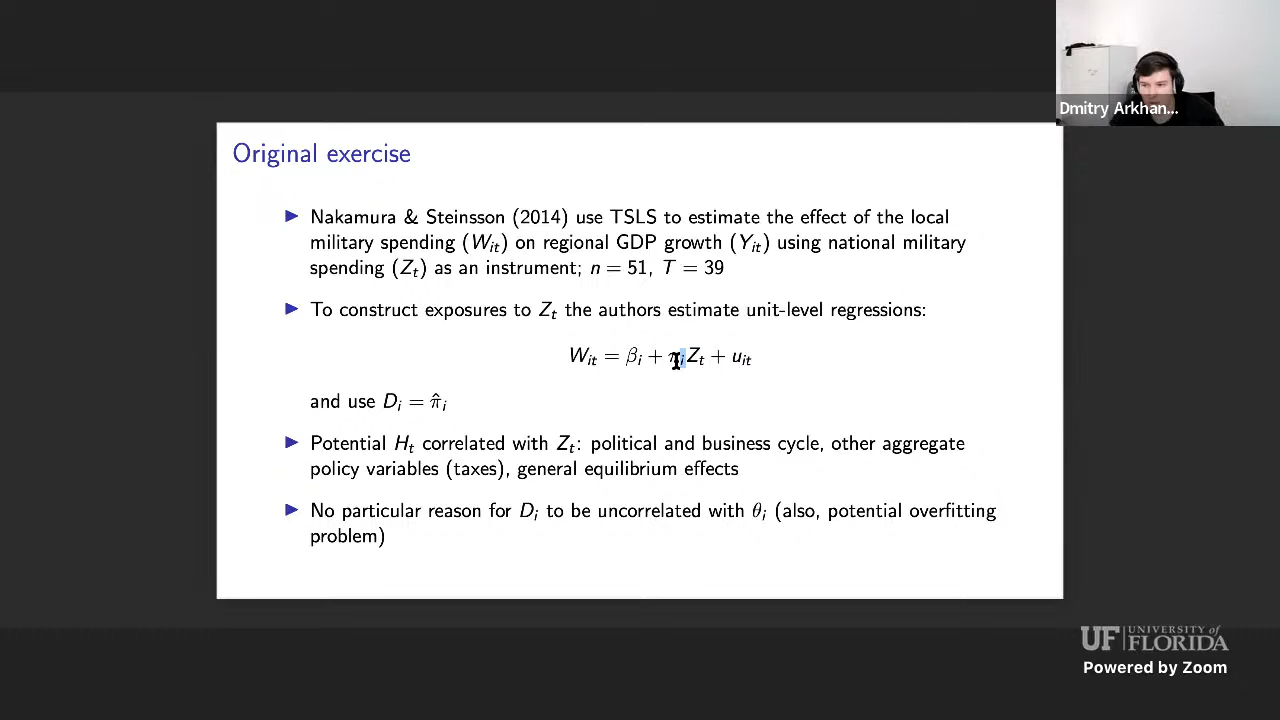 Dmitry Arkhan...
Original exercise
▶ Nakamura & Steinsson (2014) use TSLS to estimate the effect of the local
military spending (W_it) on regional GDP growth (Y_it) using national military
spending (Z_t) as an instrument; n = 51, T = 39
▶ To construct exposures to Z_t the authors estimate unit-level regressions:
W_it = β_i + π_i Z_t + u_it
and use D_i = π̂_i
▶ Potential H_t correlated with Z_t: political and business cycle, other aggregate
policy variables (taxes), general equilibrium effects
▶ No particular reason for D_i to be uncorrelated with θ_i (also, potential overfitting
problem)
UF UNIVERSITY of
FLORIDA
Powered by Zoom